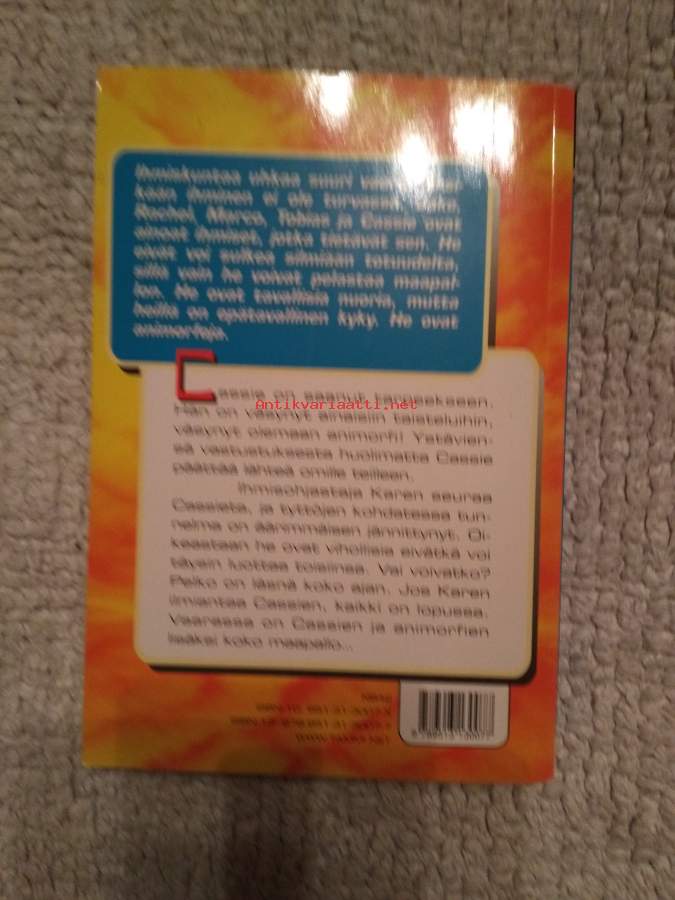 Ihmiskuntaa uhkaa suuri
kaan ihminen ei ole turvassa.
Rachel, Marco, Tobias ja Cassie ovat
ainoat ihmiset, jotka tietävät sen. He
eivät voi sulkea silmiään totuudelta,
sillä vain he voivat pelastaa maapal-
lon. He ovat tavallisia nuoria, mutta
heillä on epätavallinen kyky. He ovat
animorfeja.
Cassie on saanut tarpeekseen.
Antikvariaatti.net
Hän on väsynyt ainaisiin taisteluihin,
väsynyt olemaan animorfi! Ystävien-
sä vastustuksesta huolimatta Cassie
päättää lähteä omille teilleen.
Ihmisohjastaja Karen seuraa
Cassieta, ja tyttöjen kohdatessa tun-
nelma on äärimmäisen jännittynyt. Oi-
keastaan he ovat vihollisia eivätkä voi
täysin luottaa toisiinsa. Vai voivatko?
Pelko on läsnä koko ajan. Jos Karen
ilmiantaa Cassien, kaikki on lopussa.
Vaarassa on Cassien ja animorfien
lisäksi koko maapallo...